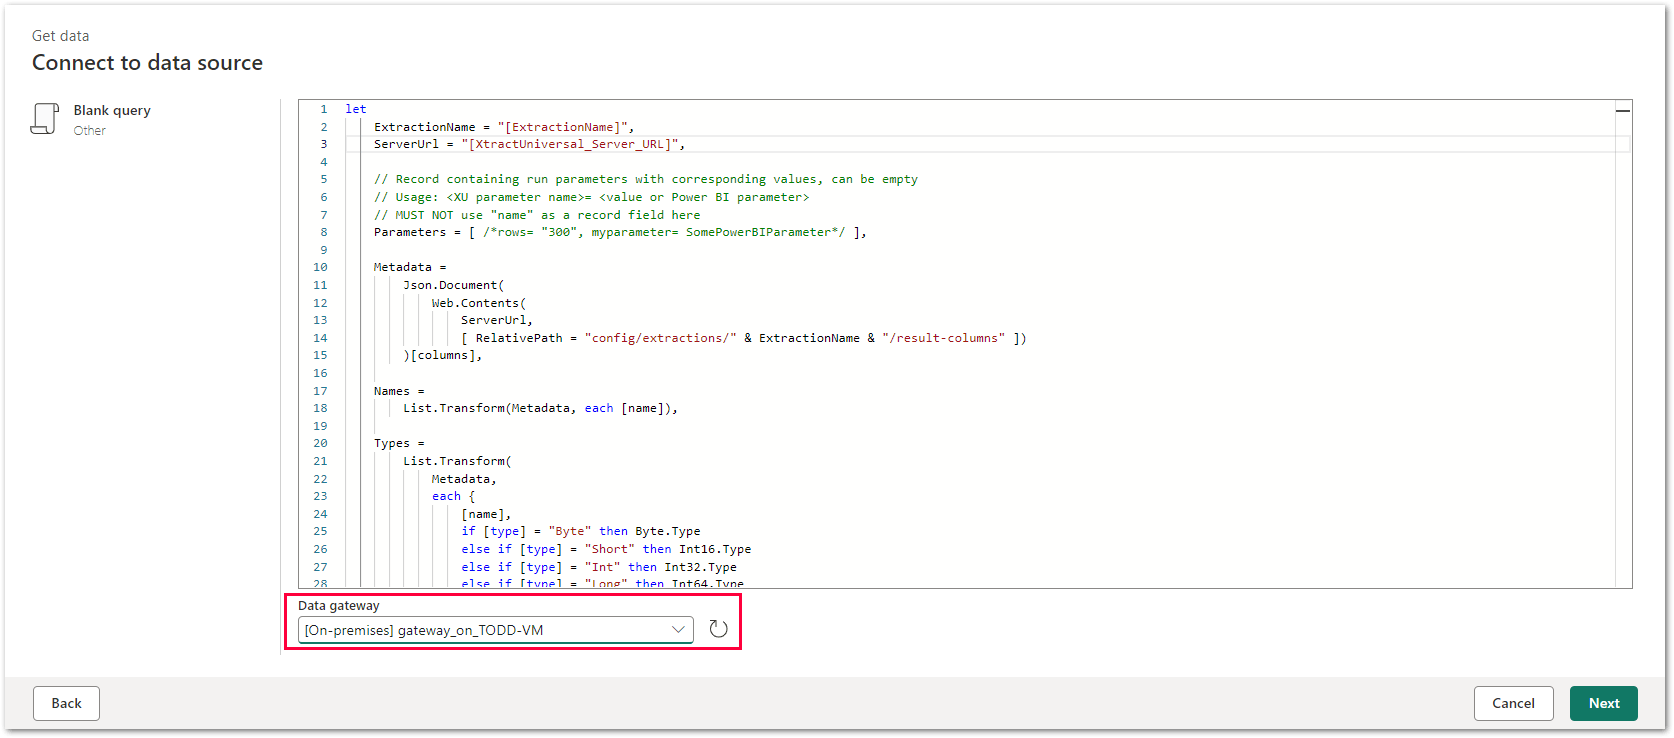 Get data
Connect to data source
Blank query
Other
1 let
2 ExtractionName = "[ExtractionName]",
3 ServerUrl = "[XtractUniversal_Server_URL]",
4
5 // Record containing run parameters with corresponding values, can be empty
6 // Usage: <XU parameter name>= <value or Power BI parameter>
7 // MUST NOT use "name" as a record field here
8 Parameters = [ /*rows= "300", myparameter= SomePowerBIParameter*/ ],
9
10 Metadata =
11 Json.Document(
12 Web.Contents(
13 ServerUrl,
14 [ RelativePath = "config/extractions/" & ExtractionName & "/result-columns" ])
15 )[columns],
16
17 Names =
18 List.Transform(Metadata, each [name]),
19
20 Types =
21 List.Transform(
22 Metadata,
23 each {
24 [name],
25 if [type] = "Byte" then Byte.Type
26 else if [type] = "Short" then Int16.Type
27 else if [type] = "Int" then Int32.Type
28 else if [type] = "Long" then Int64.Type
Data gateway
[On-premises] gateway_on_TODD-VM
Back
Cancel
Next